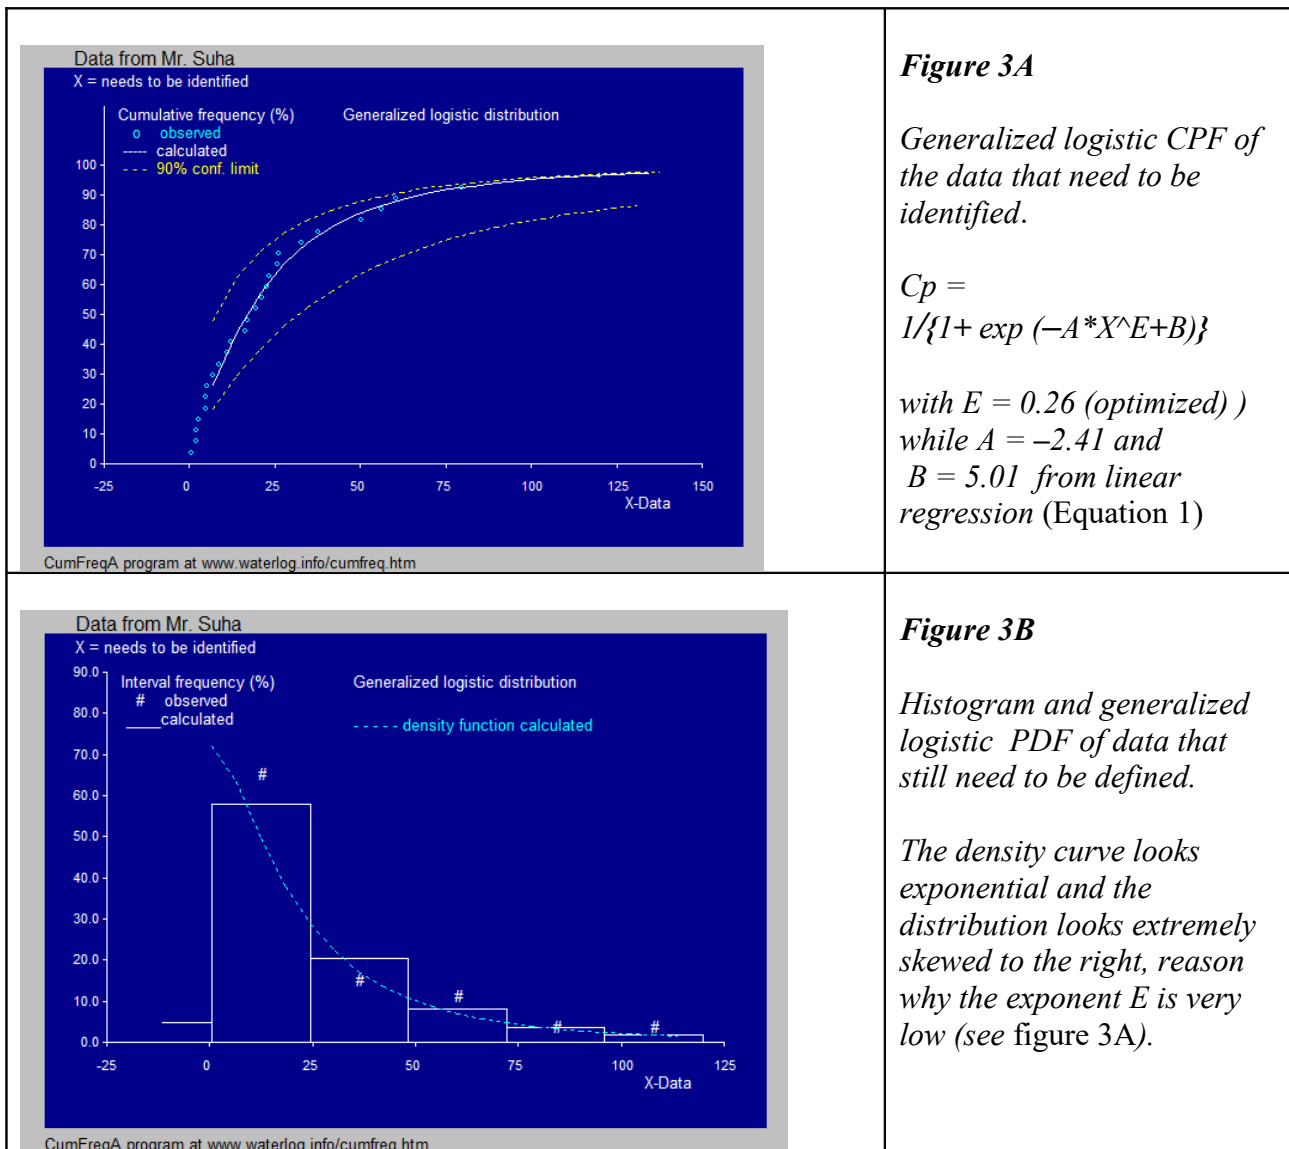 Data from Mr. Suha
X = needs to be identified
Cumulative frequency (%) Generalized logistic distribution
o observed
----- calculated
- - - 90% conf. limit
100
90
80
70
60
50
40
30
20
10
0
-25 0 25 50 75 100 125 150
X-Data
CumFreqA program at www.waterlog.info/cumfreq.htm
Figure 3A
Generalized logistic CPF of
the data that need to be
identified.
Cp =
1/{1+ exp (–A*X^E+B)}
with E = 0.26 (optimized) )
while A = –2.41 and
B = 5.01 from linear
regression (Equation 1)
Data from Mr. Suha
X = needs to be identified
90.0
Interval frequency (%) Generalized logistic distribution
# observed
calculated
- - - - - density function calculated
80.0
70.0
60.0
50.0
40.0
30.0
20.0
10.0
0.0
# # # # #
-25 0 25 50 75 100 125
X-Data
CumFreqA program at www.waterlog.info/cumfreq.htm
Figure 3B
Histogram and generalized
logistic PDF of data that
still need to be defined.
The density curve looks
exponential and the
distribution looks extremely
skewed to the right, reason
why the exponent E is very
low (see figure 3A).